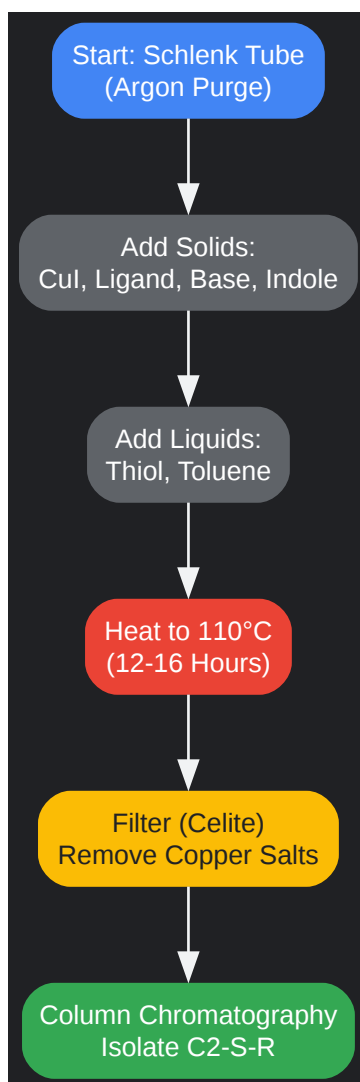 Start: Schlenk Tube
(Argon Purge)
Add Solids:
CuI, Ligand, Base, Indole
Add Liquids:
Thiol, Toluene
Heat to 110°C
(12-16 Hours)
Filter (Celite)
Remove Copper Salts
Column Chromatography
Isolate C2-S-R